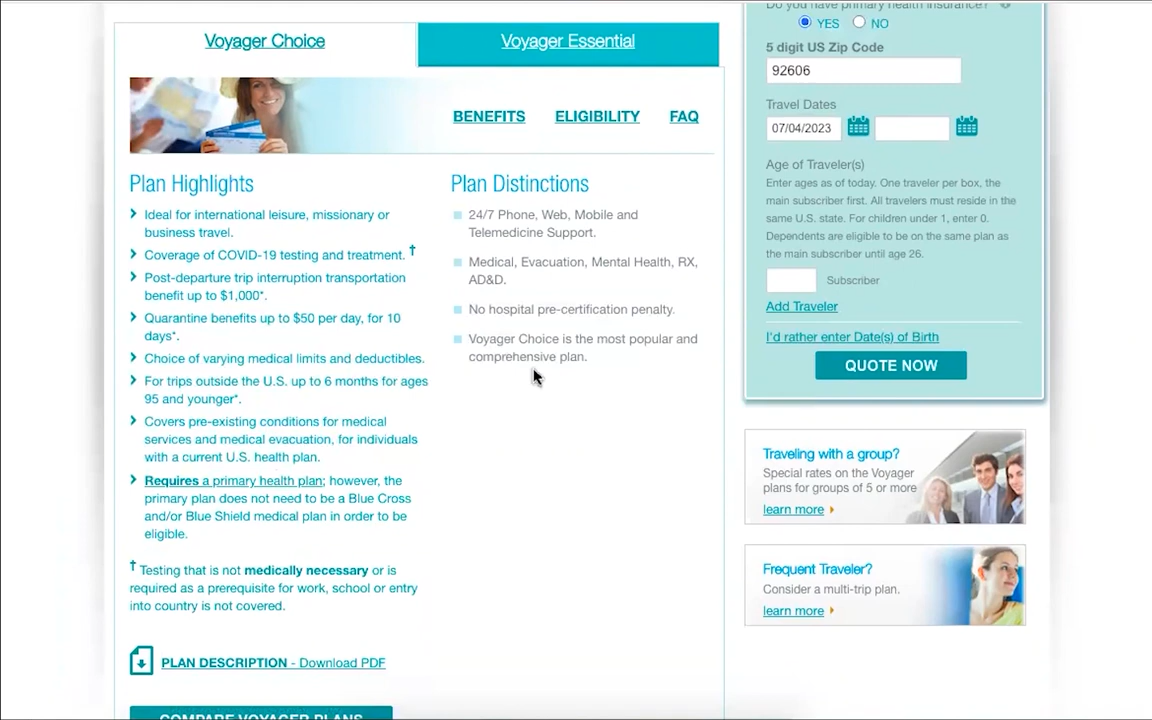 Voyager Choice
Voyager Essential
BENEFITS
ELIGIBILITY
FAQ
Plan Highlights
Ideal for international leisure, missionary or
business travel.
Coverage of COVID-19 testing and treatment. †
Post-departure trip interruption transportation
benefit up to $1,000*.
Quarantine benefits up to $50 per day, for 10
days*.
Choice of varying medical limits and deductibles.
For trips outside the U.S. up to 6 months for ages
95 and younger*.
Covers pre-existing conditions for medical
services and medical evacuation, for individuals
with a current U.S. health plan.
Requires a primary health plan; however, the
primary plan does not need to be a Blue Cross
and/or Blue Shield medical plan in order to be
eligible.
† Testing that is not medically necessary or is
required as a prerequisite for work, school or entry
into country is not covered.
PLAN DESCRIPTION - Download PDF
COMPARE VOYAGER PLANS
Plan Distinctions
24/7 Phone, Web, Mobile and
Telemedicine Support.
Medical, Evacuation, Mental Health, RX,
AD&D.
No hospital pre-certification penalty.
Voyager Choice is the most popular and
comprehensive plan.
Do you have primary health insurance?
YES NO
5 digit US Zip Code
92606
Travel Dates
07/04/2023
Age of Traveler(s)
Enter ages as of today. One traveler per box, the
main subscriber first. All travelers must reside in the
same U.S. state. For children under 1, enter 0.
Dependents are eligible to be on the same plan as
the main subscriber until age 26.
Subscriber
Add Traveler
I'd rather enter Date(s) of Birth
QUOTE NOW
Traveling with a group?
Special rates on the Voyager
plans for groups of 5 or more
learn more
Frequent Traveler?
Consider a multi-trip plan.
learn more